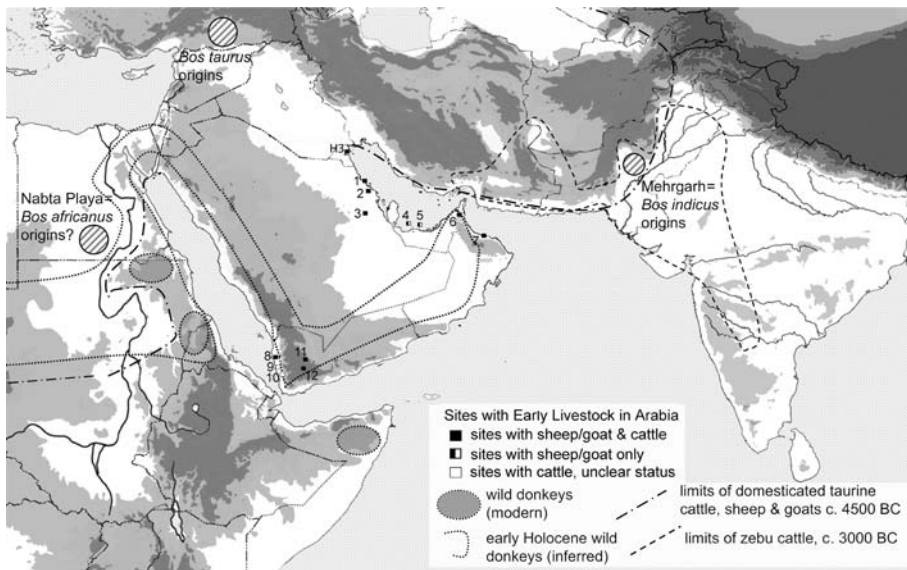 Bos taurus
origins
H3
1
2
3
4
5
6
7
Nabta Playa=
Bos africanus
origins?
Mehrgarh=
Bos indicus
origins
8
9
10
11
12
Sites with Early Livestock in Arabia
sites with sheep/goat & cattle
sites with sheep/goat only
sites with cattle, unclear status
wild donkeys
(modern)
early Holocene wild
donkeys (inferred)
limits of domesticated taurine
cattle, sheep & goats c. 4500 BC
limits of zebu cattle, c. 3000 BC